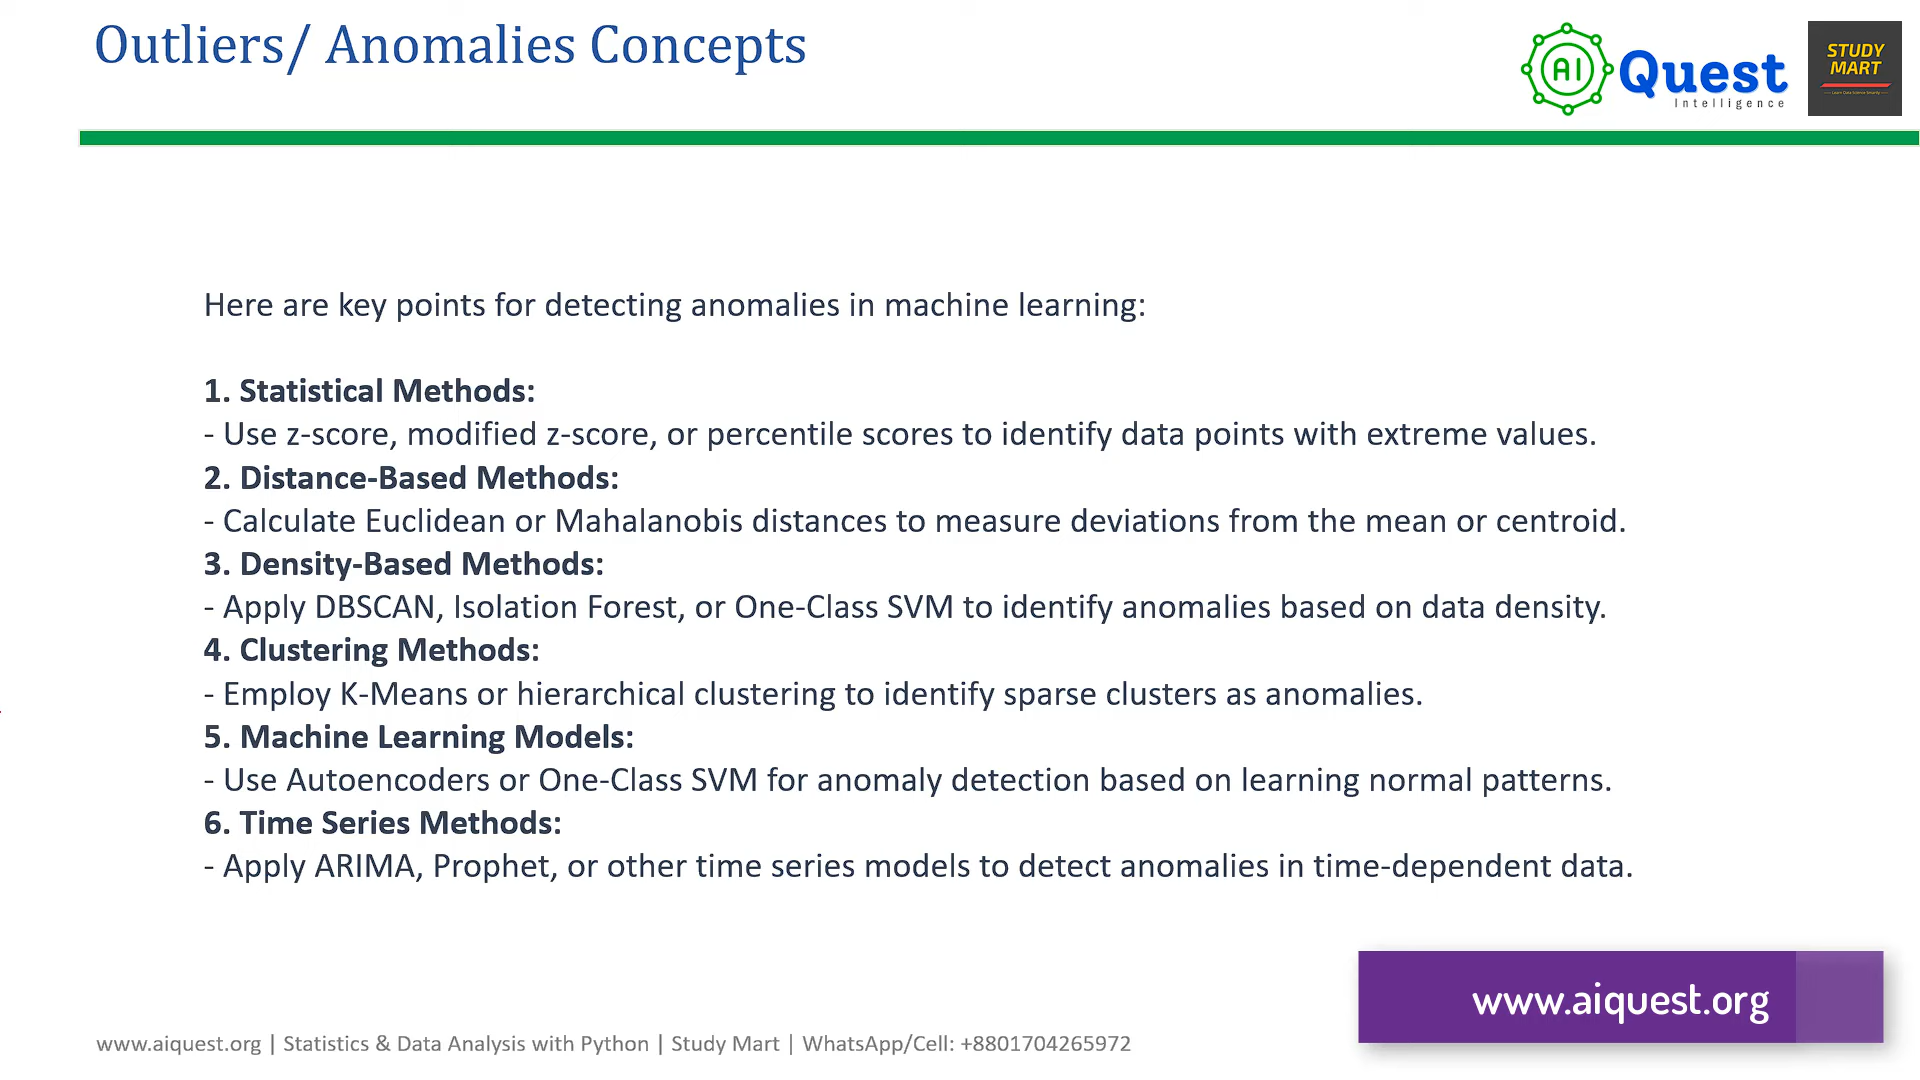 Outliers/ Anomalies Concepts
AI Quest
Intelligence
STUDY
MART
Here are key points for detecting anomalies in machine learning:
1. Statistical Methods:
- Use z-score, modified z-score, or percentile scores to identify data points with extreme values.
2. Distance-Based Methods:
- Calculate Euclidean or Mahalanobis distances to measure deviations from the mean or centroid.
3. Density-Based Methods:
- Apply DBSCAN, Isolation Forest, or One-Class SVM to identify anomalies based on data density.
4. Clustering Methods:
- Employ K-Means or hierarchical clustering to identify sparse clusters as anomalies.
5. Machine Learning Models:
- Use Autoencoders or One-Class SVM for anomaly detection based on learning normal patterns.
6. Time Series Methods:
- Apply ARIMA, Prophet, or other time series models to detect anomalies in time-dependent data.
www.aiquest.org
www.aiquest.org | Statistics & Data Analysis with Python | Study Mart | WhatsApp/Cell: +8801704265972